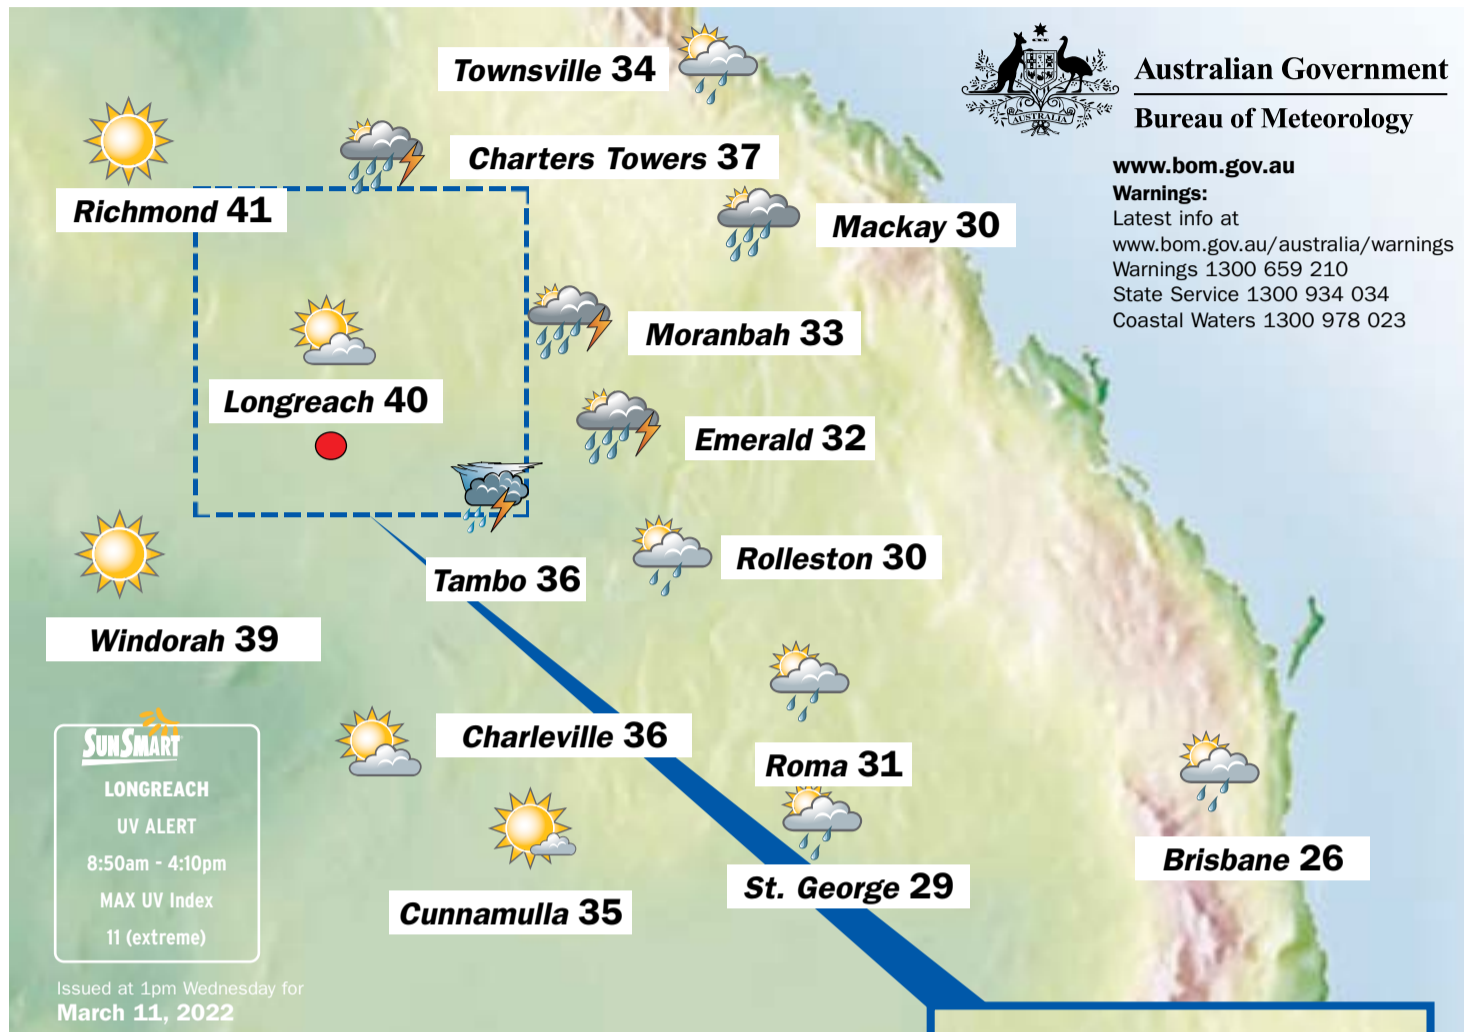 Townsville 34
Australian Government
Bureau of Meteorology
AUSTRALIA
www.bom.gov.au
Warnings:
Latest info at
www.bom.gov.au/australia/warnings
Warnings 1300 659 210
State Service 1300 934 034
Coastal Waters 1300 978 023
Charters Towers 37
Richmond 41
Mackay 30
Moranbah 33
Longreach 40
Emerald 32
Rolleston 30
Tambo 36
Windorah 39
Charleville 36
Roma 31
Brisbane 26
St. George 29
Cunnamulla 35
SUNSMART
LONGREACH
UV ALERT
8:50am - 4:10pm
MAX UV Index
11 (extreme)
Issued at 1pm Wednesday for
March 11, 2022